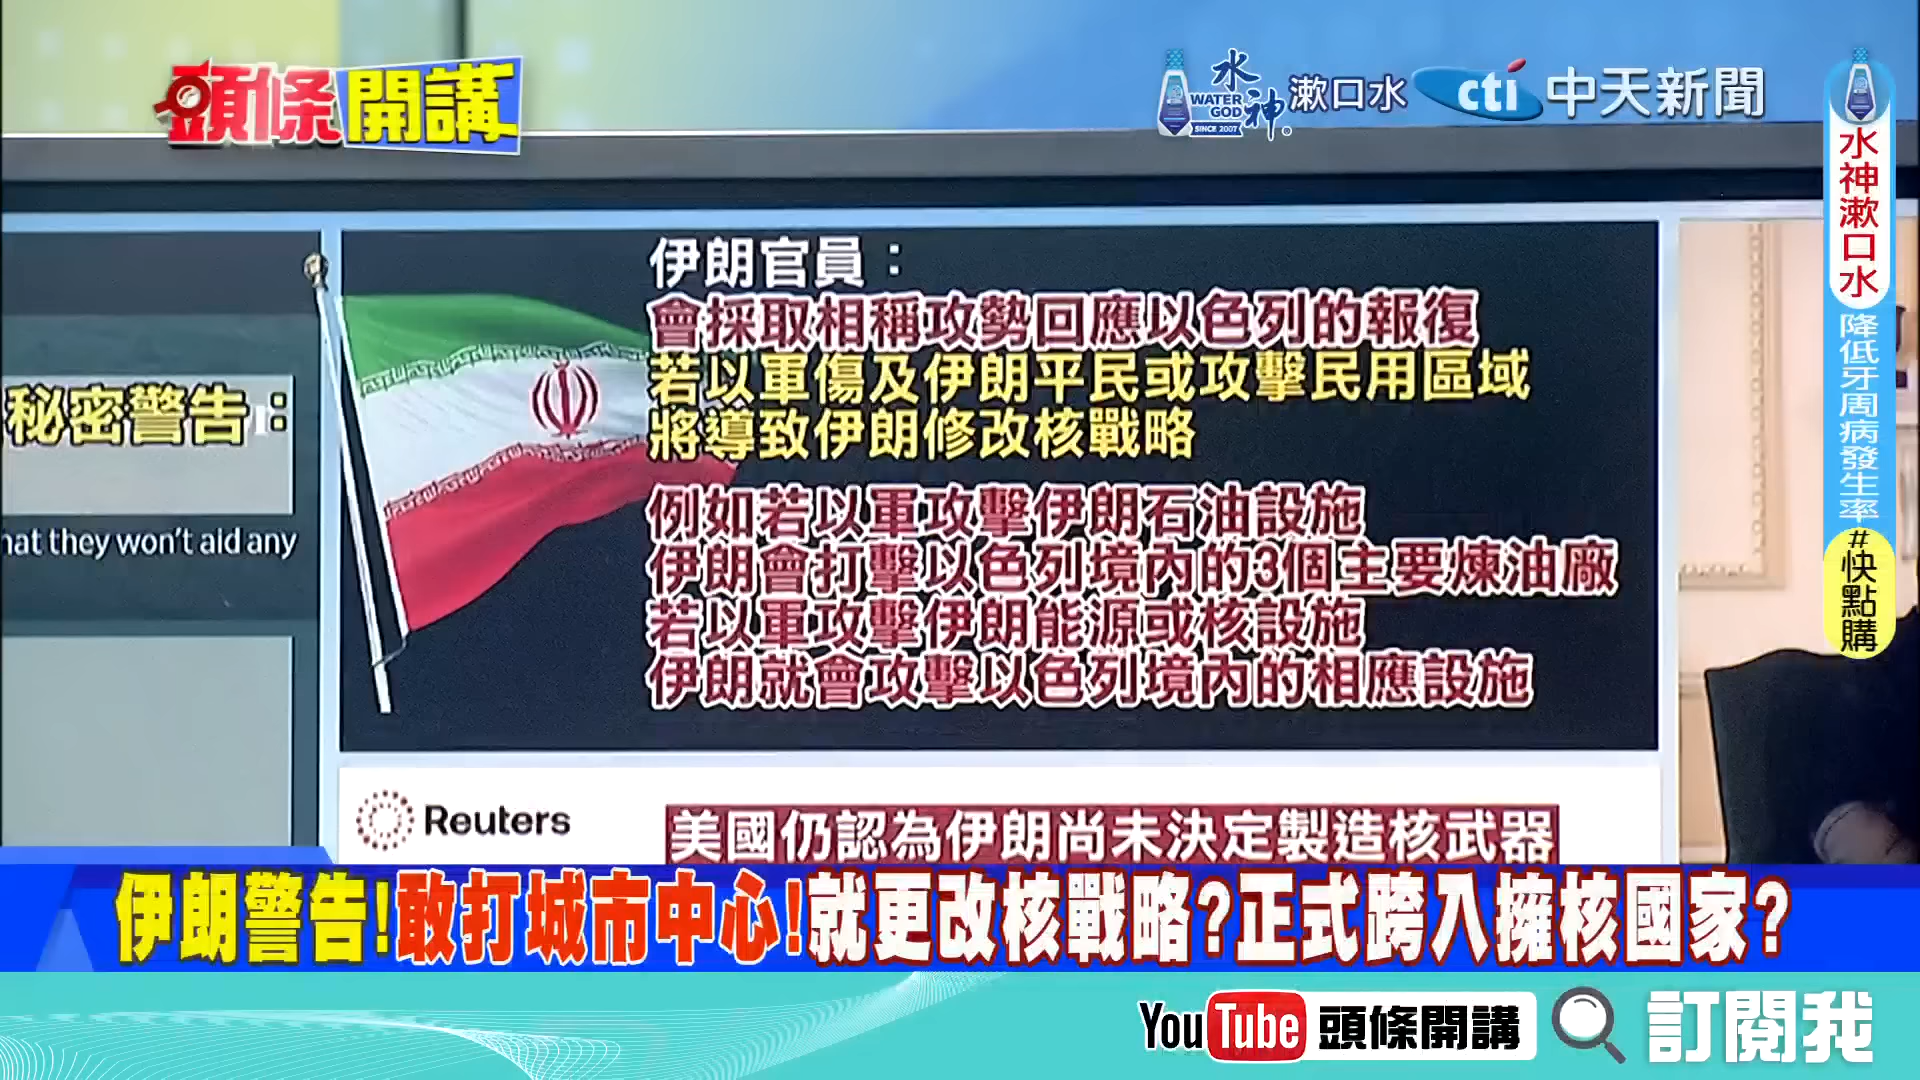 頭條開講
水神
WATER GOD
SINCE 2007
漱口水
cti 中天新聞
水神漱口水
降低牙周病發生率
#快點購
伊朗官員：
會採取相稱攻勢回應以色列的報復
若以軍傷及伊朗平民或攻擊民用區域
將導致伊朗修改核戰略
例如若以軍攻擊伊朗石油設施
伊朗會打擊以色列境內的3個主要煉油廠
若以軍攻擊伊朗能源或核設施
伊朗就會攻擊以色列境內的相應設施
秘密警告：
hat they won't aid any
Reuters
美國仍認為伊朗尚未決定製造核武器
伊朗警告!敢打城市中心!就更改核戰略?正式跨入擁核國家?
YouTube 頭條開講 訂閱我